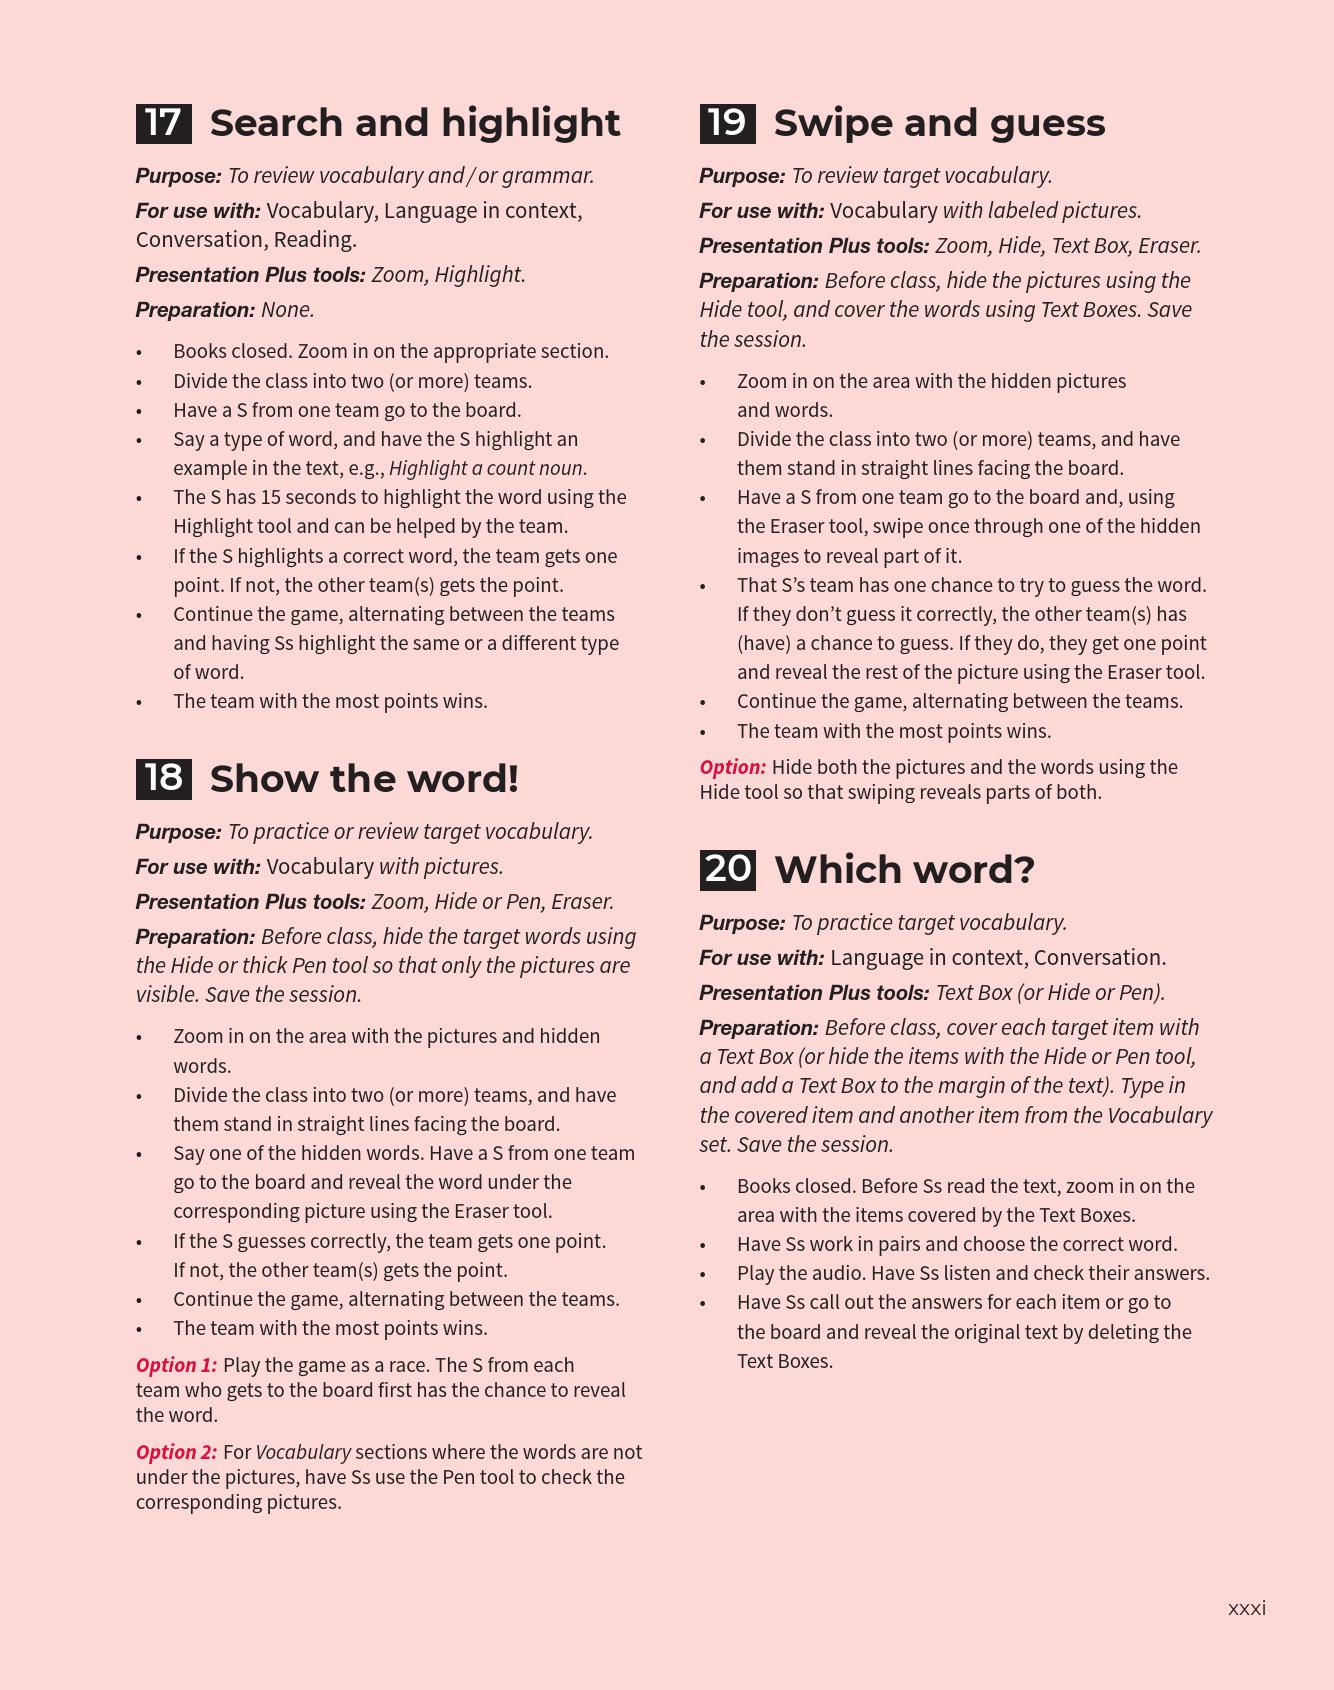 17 Search and highlight
Purpose: To review vocabulary and / or grammar.
For use with: Vocabulary, Language in context,
Conversation, Reading.
Presentation Plus tools: Zoom, Highlight.
Preparation: None.
• Books closed. Zoom in on the appropriate section.
• Divide the class into two (or more) teams.
• Have a S from one team go to the board.
• Say a type of word, and have the S highlight an
example in the text, e.g., Highlight a count noun.
• The S has 15 seconds to highlight the word using the
Highlight tool and can be helped by the team.
• If the S highlights a correct word, the team gets one
point. If not, the other team(s) gets the point.
• Continue the game, alternating between the teams
and having Ss highlight the same or a different type
of word.
• The team with the most points wins.
18 Show the word!
Purpose: To practice or review target vocabulary.
For use with: Vocabulary with pictures.
Presentation Plus tools: Zoom, Hide or Pen, Eraser.
Preparation: Before class, hide the target words using
the Hide or thick Pen tool so that only the pictures are
visible. Save the session.
• Zoom in on the area with the pictures and hidden
words.
• Divide the class into two (or more) teams, and have
them stand in straight lines facing the board.
• Say one of the hidden words. Have a S from one team
go to the board and reveal the word under the
corresponding picture using the Eraser tool.
• If the S guesses correctly, the team gets one point.
If not, the other team(s) gets the point.
• Continue the game, alternating between the teams.
• The team with the most points wins.
Option 1: Play the game as a race. The S from each
team who gets to the board first has the chance to reveal
the word.
Option 2: For Vocabulary sections where the words are not
under the pictures, have Ss use the Pen tool to check the
corresponding pictures.
19 Swipe and guess
Purpose: To review target vocabulary.
For use with: Vocabulary with labeled pictures.
Presentation Plus tools: Zoom, Hide, Text Box, Eraser.
Preparation: Before class, hide the pictures using the
Hide tool, and cover the words using Text Boxes. Save
the session.
• Zoom in on the area with the hidden pictures
and words.
• Divide the class into two (or more) teams, and have
them stand in straight lines facing the board.
• Have a S from one team go to the board and, using
the Eraser tool, swipe once through one of the hidden
images to reveal part of it.
• That S’s team has one chance to try to guess the word.
If they don’t guess it correctly, the other team(s) has
(have) a chance to guess. If they do, they get one point
and reveal the rest of the picture using the Eraser tool.
• Continue the game, alternating between the teams.
• The team with the most points wins.
Option: Hide both the pictures and the words using the
Hide tool so that swiping reveals parts of both.
20 Which word?
Purpose: To practice target vocabulary.
For use with: Language in context, Conversation.
Presentation Plus tools: Text Box (or Hide or Pen).
Preparation: Before class, cover each target item with
a Text Box (or hide the items with the Hide or Pen tool,
and add a Text Box to the margin of the text). Type in
the covered item and another item from the Vocabulary
set. Save the session.
• Books closed. Before Ss read the text, zoom in on the
area with the items covered by the Text Boxes.
• Have Ss work in pairs and choose the correct word.
• Play the audio. Have Ss listen and check their answers.
• Have Ss call out the answers for each item or go to
the board and reveal the original text by deleting the
Text Boxes.
xxxi